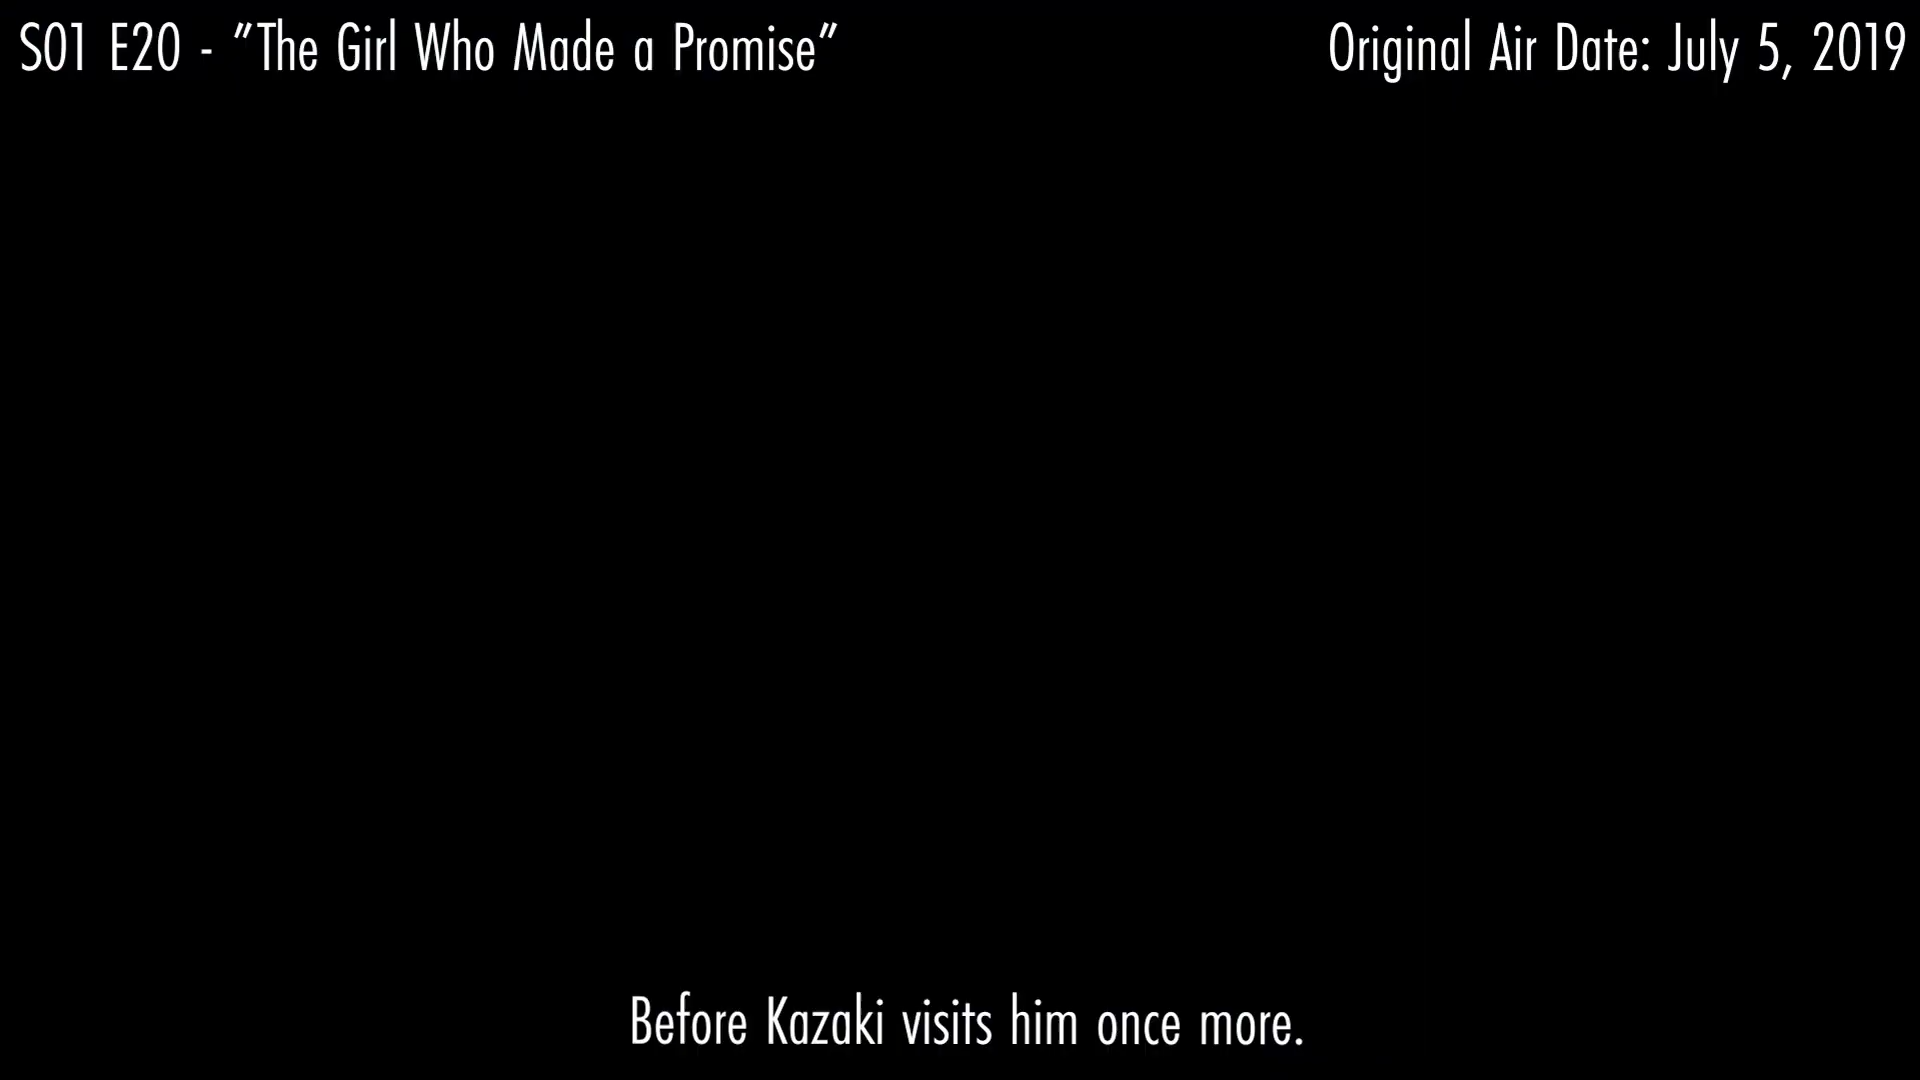 S01 E20 - "The Girl Who Made a Promise"
Original Air Date: July 5, 2019
Before Kazaki visits him once more.